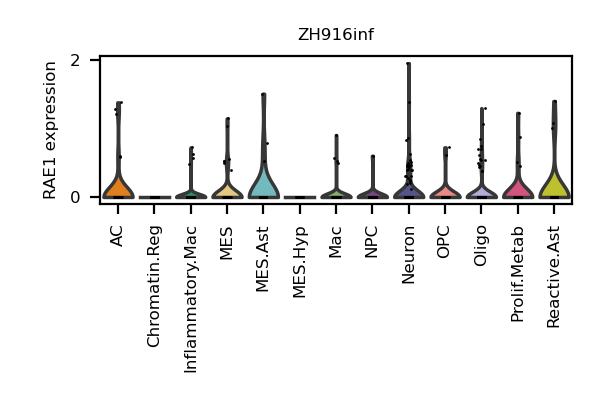 ZH916inf
RAE1 expression
2
0
AC
Chromatin.Reg
Inflammatory.Mac
MES
MES.Ast
MES.Hyp
Mac
NPC
Neuron
OPC
Oligo
Prolif.Metab
Reactive.Ast